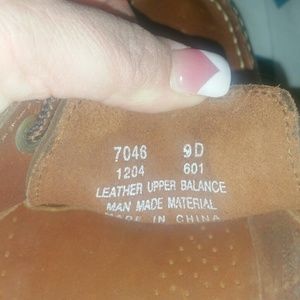 7046 9D
1204 601
LEATHER UPPER BALANCE
MAN MADE MATERIAL
MADE IN CHINA